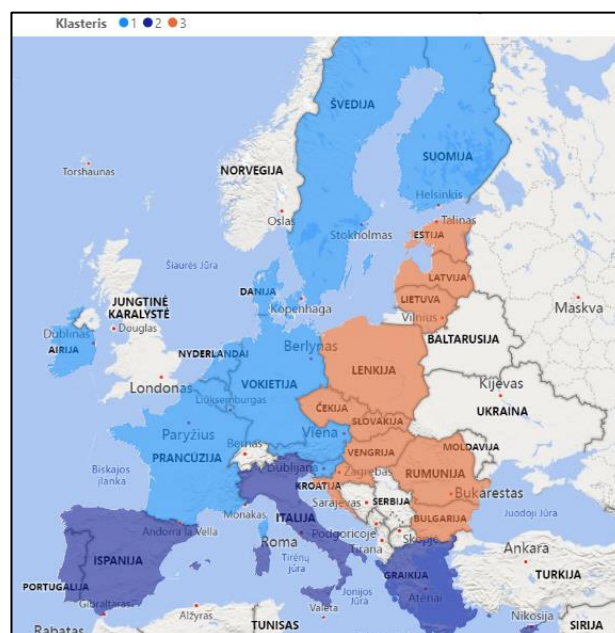 Klasteris 1 2 3
ŠVEDIJA
SUOMIJA
NORVEGIJA
Torshaunas
Helsinkis
Oslas
Talinas
ESTIJA
Stokholmas
Šiaurės Jūra
LATVIJA
DANIJA
LIETUVA
Kopenhaga
Maskva
JUNGTINĖ
KARALYSTĖ
Vilnius
Dublinas
Douglas
BALTARUSIJA
AIRIJA
NYDERLANDAI
Berlynas
LENKIJA
Londonas
VOKIETIJA
Kijevas
Liuksemburgas
ČEKIJA
UKRAINA
SLOVAKIJA
Paryžius
Viena
PRANCŪZIJA
Bernas
VENGRIJA
MOLDAVIJA
Biskajos
įlanka
Liubliana
Zagrebas
RUMUNIJA
KROATIJA
SERBIJA
Bukareštas
Monakas
Sarajevas
ITALIJA
Juodoji Jūra
Andorra la Vella
Podgoricoje
BULGARIJA
Roma
Skopje
ISPANIJA
Tirėnų
jūra
Tirana
Ankara
PORTUGALIJA
GRAIKIJA
TURKIJA
Jonijos
Jūra
Atėnai
Gibraltaras
Alžyras
Valeta
Nikosija
Rabatas
TUNISAS
SIRIJA